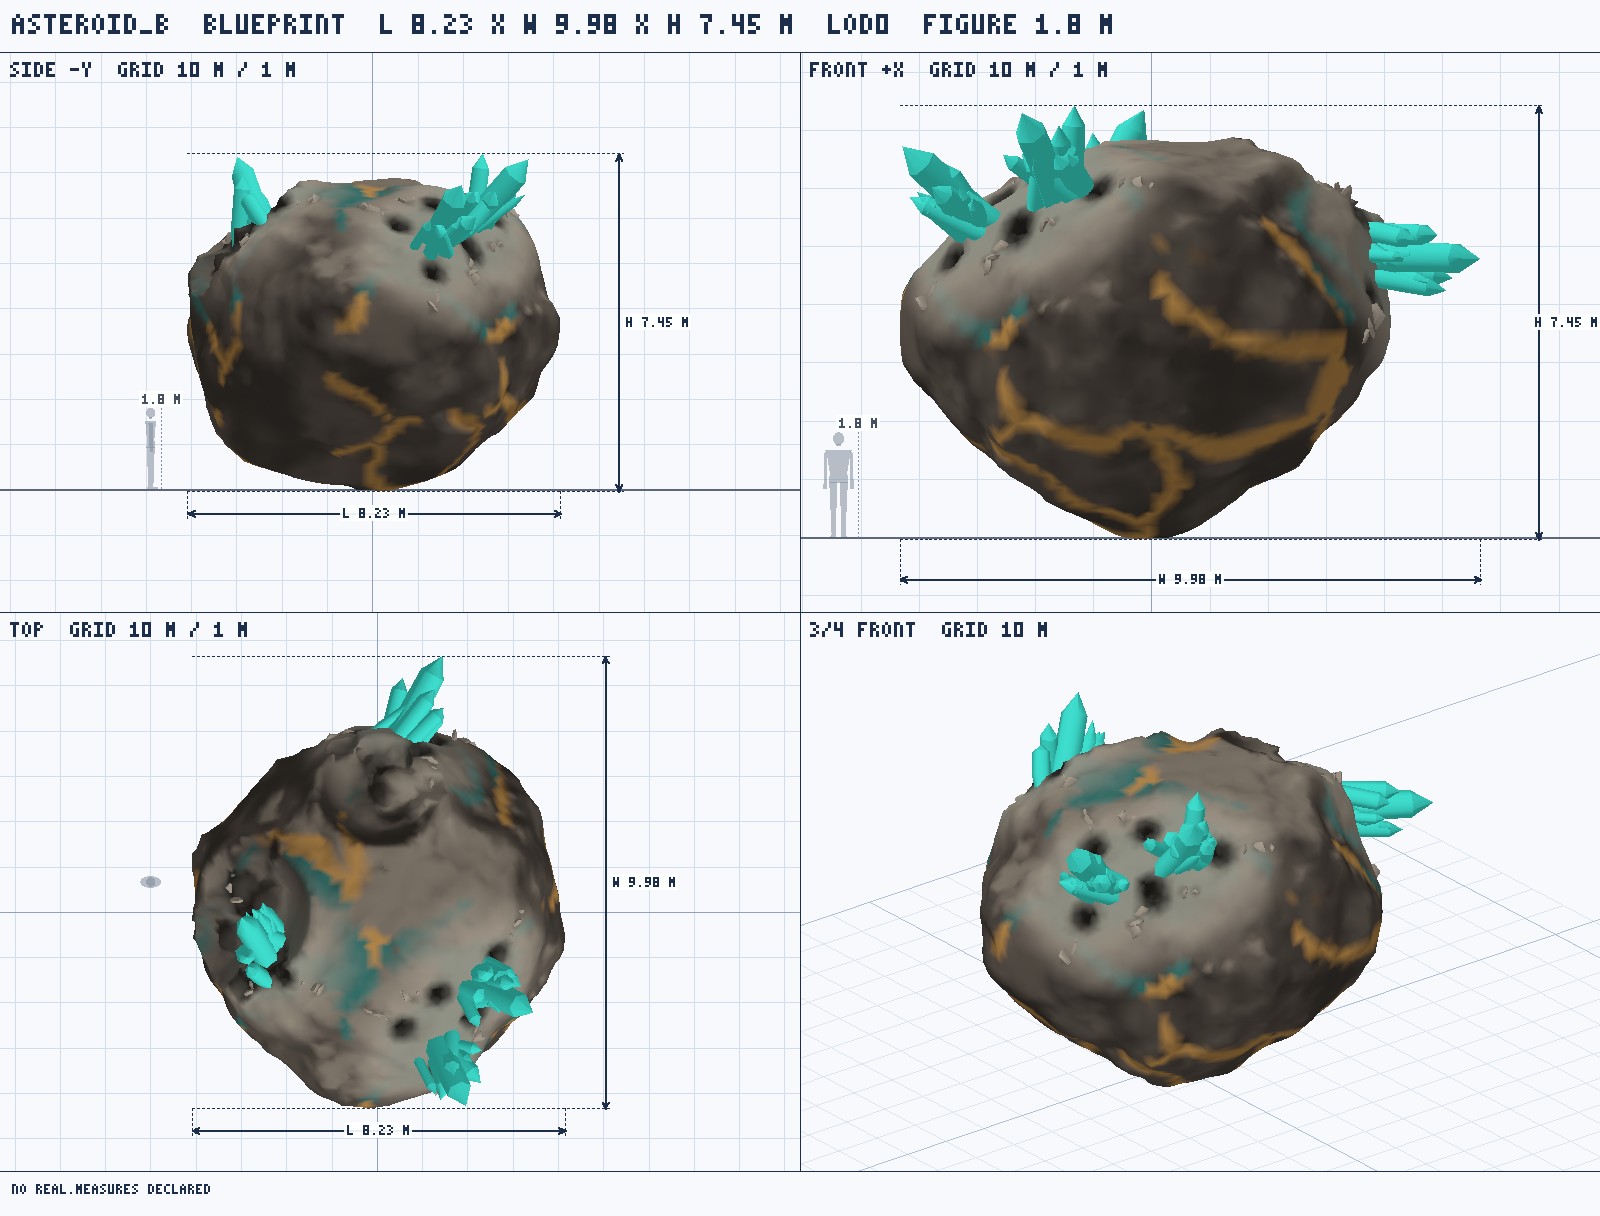 ASTEROID_B BLUEPRINT L 8.23 X W 9.98 X H 7.45 M LOD0 FIGURE 1.8 M
SIDE -Y GRID 10 M / 1 M
H 7.45 M
1.8 M
L 8.23 M
FRONT +X GRID 10 M / 1 M
H 7.45 M
1.8 M
W 9.98 M
TOP GRID 10 M / 1 M
W 9.98 M
L 8.23 M
3/4 FRONT GRID 10 M
NO REAL.MEASURES DECLARED